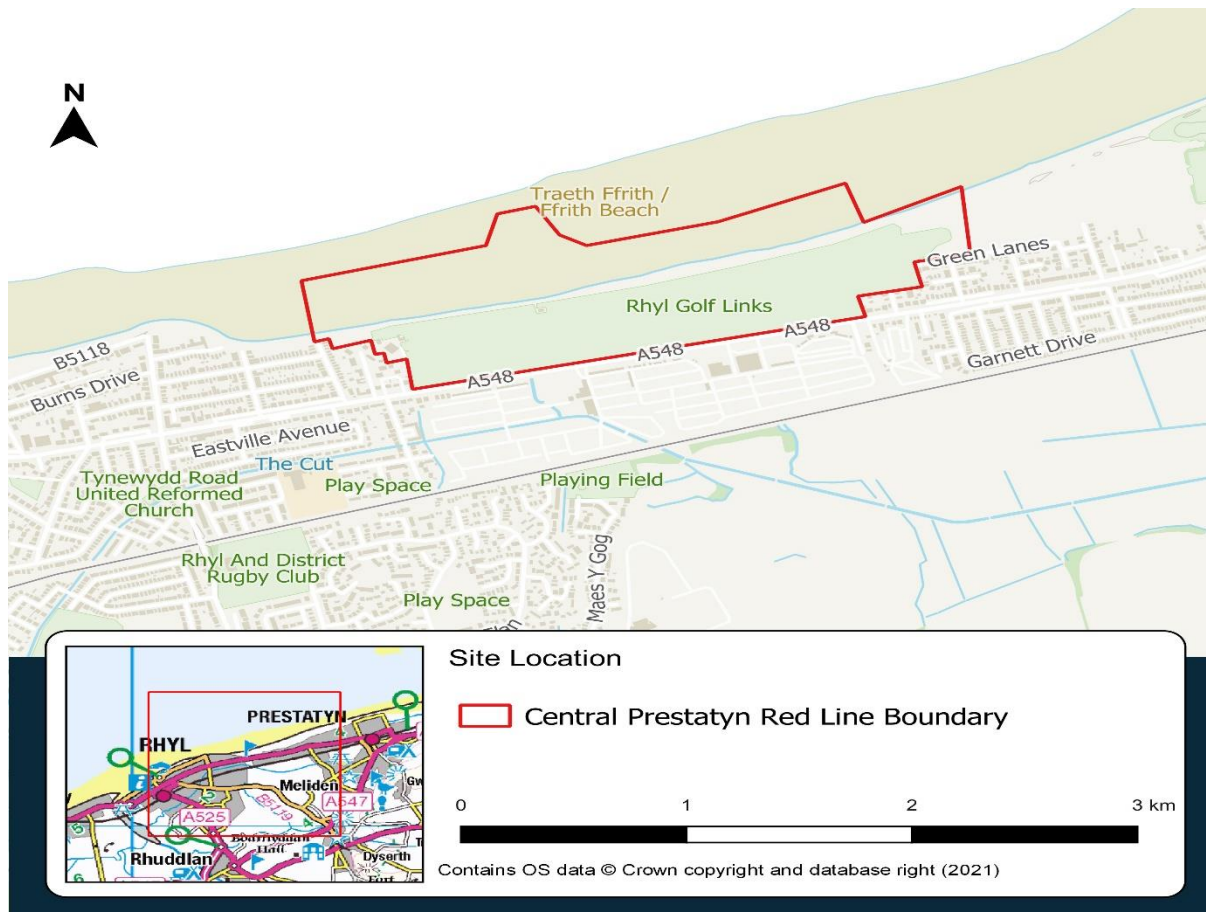 N
Traeth Ffrith /
Ffrith Beach
Green Lanes
Rhyl Golf Links
A548
A548
A548
Garnett Drive
B5118
Burns Drive
Eastville Avenue
The Cut
Tynewydd Road
United Reformed
Church
Play Space
Playing Field
Rhyl And District
Rugby Club
Play Space
Maes Y Gog
Site Location
Central Prestatyn Red Line Boundary
0 1 2 3 km
Contains OS data © Crown copyright and database right (2021)
PRESTATYN
RHYL
Meliden
A547
B5119
A525
Rhuddlan
Dyserth